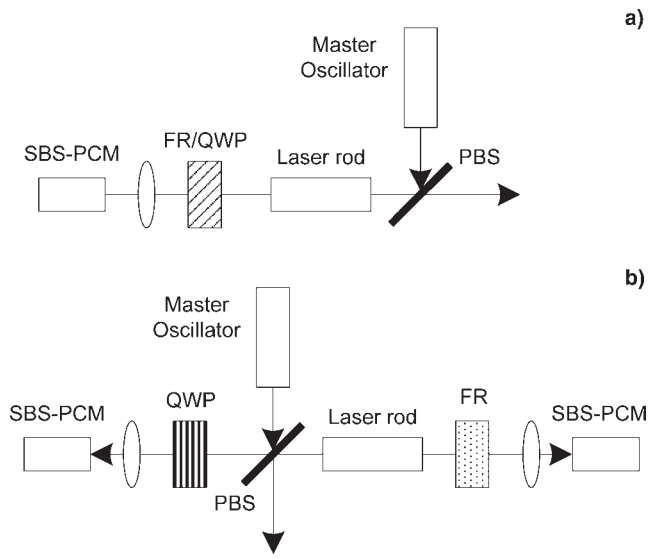 a)
Master
Oscillator
SBS-PCM
FR/QWP
Laser rod
PBS
b)
Master
Oscillator
SBS-PCM
QWP
PBS
Laser rod
FR
SBS-PCM